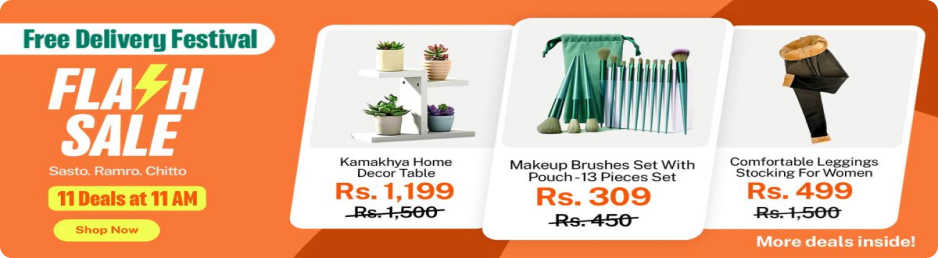 Free Delivery Festival
FLASH
SALE
Sasto. Ramro. Chitto
11 Deals at 11 AM
Shop Now
Kamakhya Home
Decor Table
Rs. 1,199
Rs. 1,500
Makeup Brushes Set With
Pouch - 13 Pieces Set
Rs. 309
Rs. 450
Comfortable Leggings
Stocking For Women
Rs. 499
Rs. 1,500
More deals inside!